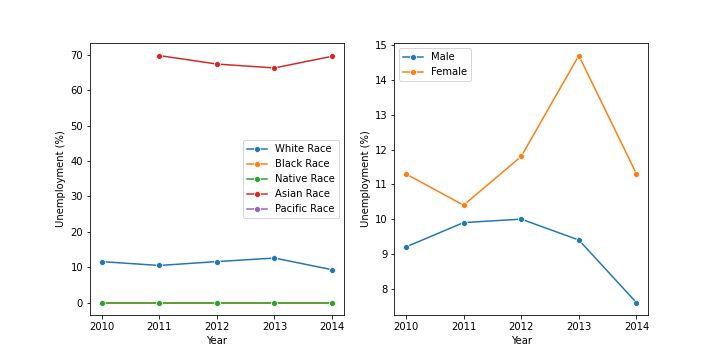 70
60
50
40
30
20
10
0
Unemployment (%)
White Race
Black Race
Native Race
Asian Race
Pacific Race
2010 2011 2012 2013 2014
Year
15
14
13
12
11
10
9
8
Unemployment (%)
Male
Female
2010 2011 2012 2013 2014
Year